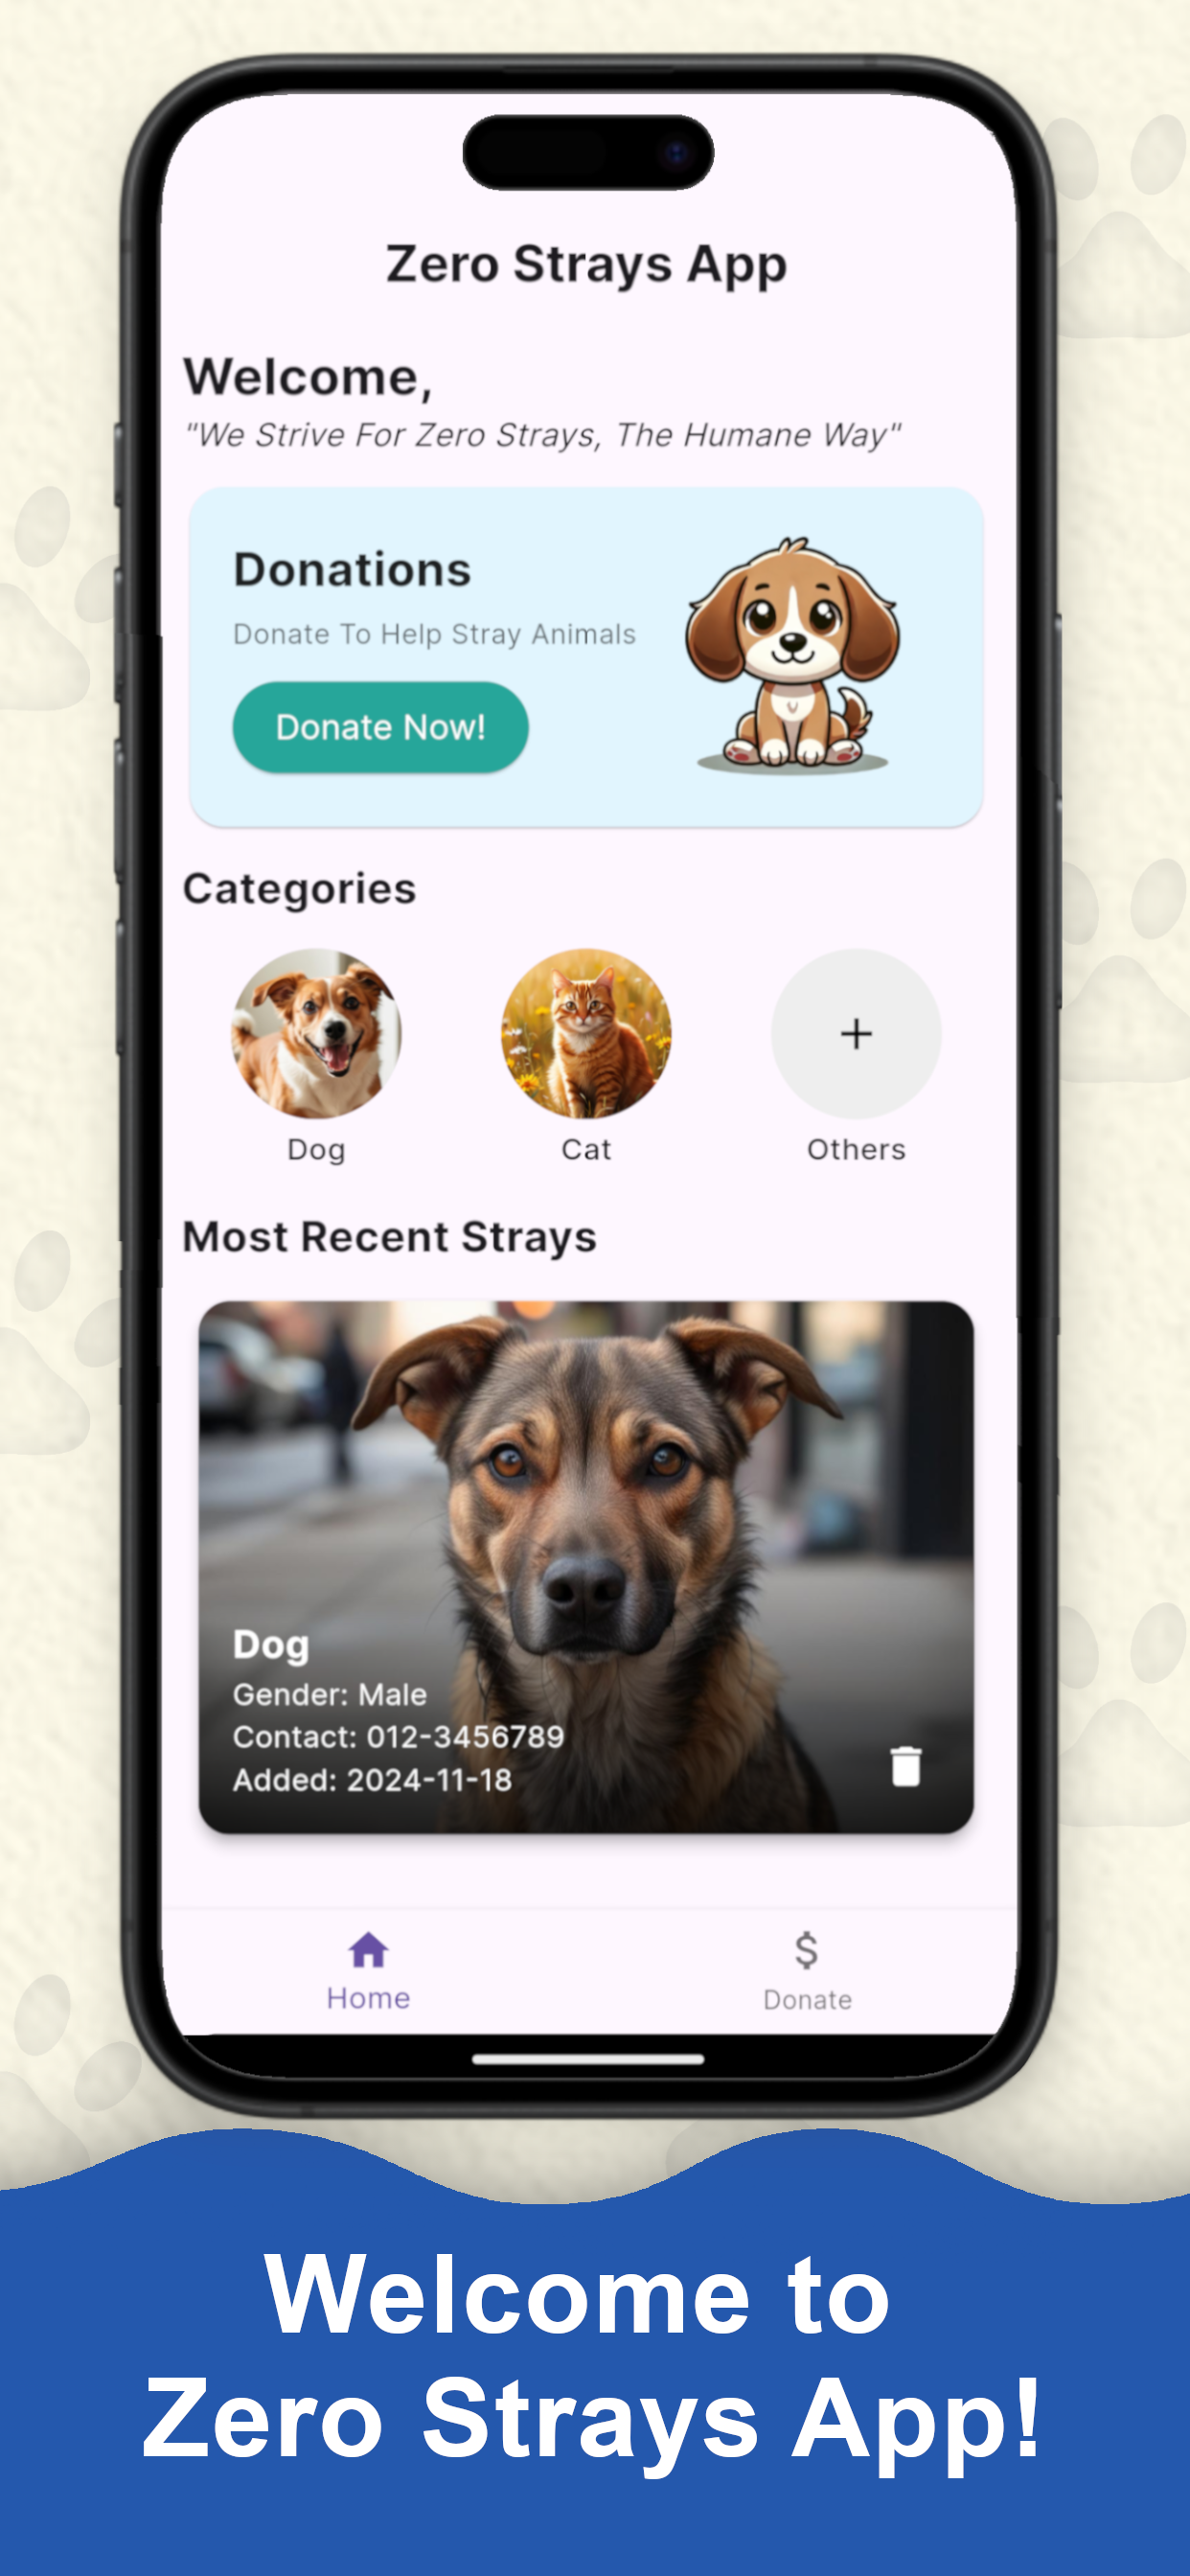 Zero Strays App
Welcome,
"We Strive For Zero Strays, The Humane Way"
Donations
Donate To Help Stray Animals
Donate Now!
Categories
Dog
Cat
Others
Most Recent Strays
Dog
Gender: Male
Contact: 012-3456789
Added: 2024-11-18
Home
Donate
Welcome to
Zero Strays App!